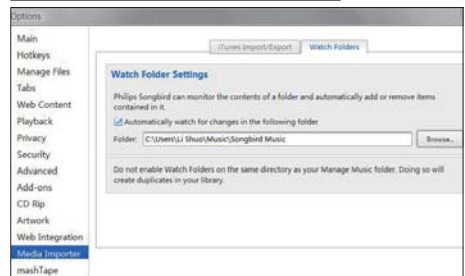 Options
Main
Hotkeys
Manage Files
Tabs
Web Content
Playback
Privacy
Security
Advanced
Add-ons
CD Rip
Artwork
Web Integration
Media Importer
mashTape
iTunes Import/Export
Watch Folders
Watch Folder Settings
Philips Songbird can monitor the contents of a folder and automatically add or remove items
contained in it.
Automatically watch for changes in the following folder
Folder: C:\Users\Li Shuo\Music\Songbird Music
Browse...
Do not enable Watch Folders on the same directory as your Manage Music folder. Doing so will
create duplicates in your library.